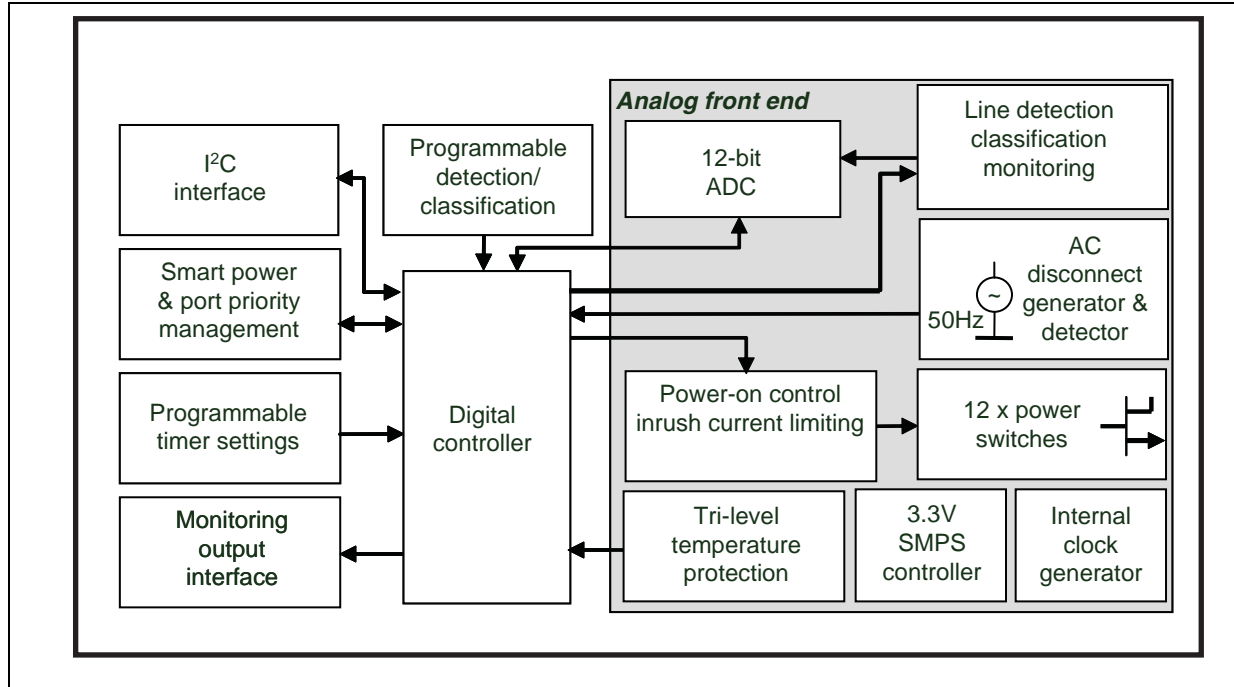 Analog front end
I²C
interface
Programmable
detection/
classification
12-bit
ADC
Line detection
classification
monitoring
Smart power
& port priority
management
AC
disconnect
generator &
detector
~
50Hz
Programmable
timer settings
Digital
controller
Power-on control
inrush current limiting
12 x power
switches
Monitoring
output
interface
Tri-level
temperature
protection
3.3V
SMPS
controller
Internal
clock
generator